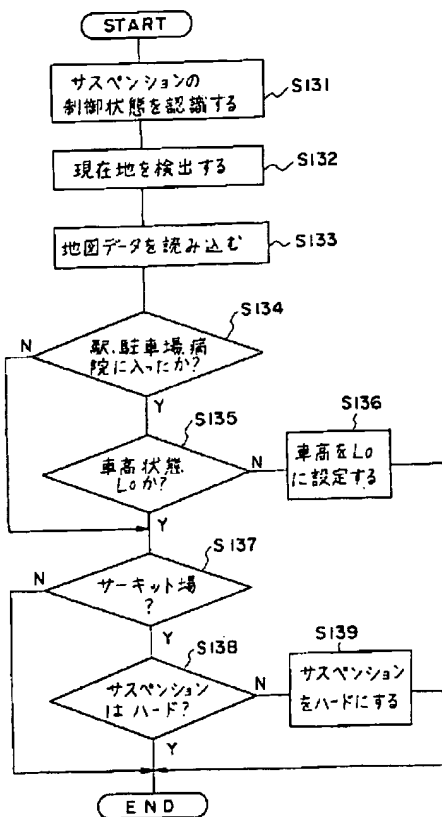 START
サスペンションの
制御状態を認識する
S131
現在地を検出する
S132
地図データを読み込む
S133
S134
N
駅、駐車場、病
院に入ったか?
Y
S135
車高状態
Loか?
N
Y
S136
車高をLo
に設定する
S137
N
サーキット場
?
Y
S138
サスペンション
はハード?
N
Y
S139
サスペンション
をハードにする
END